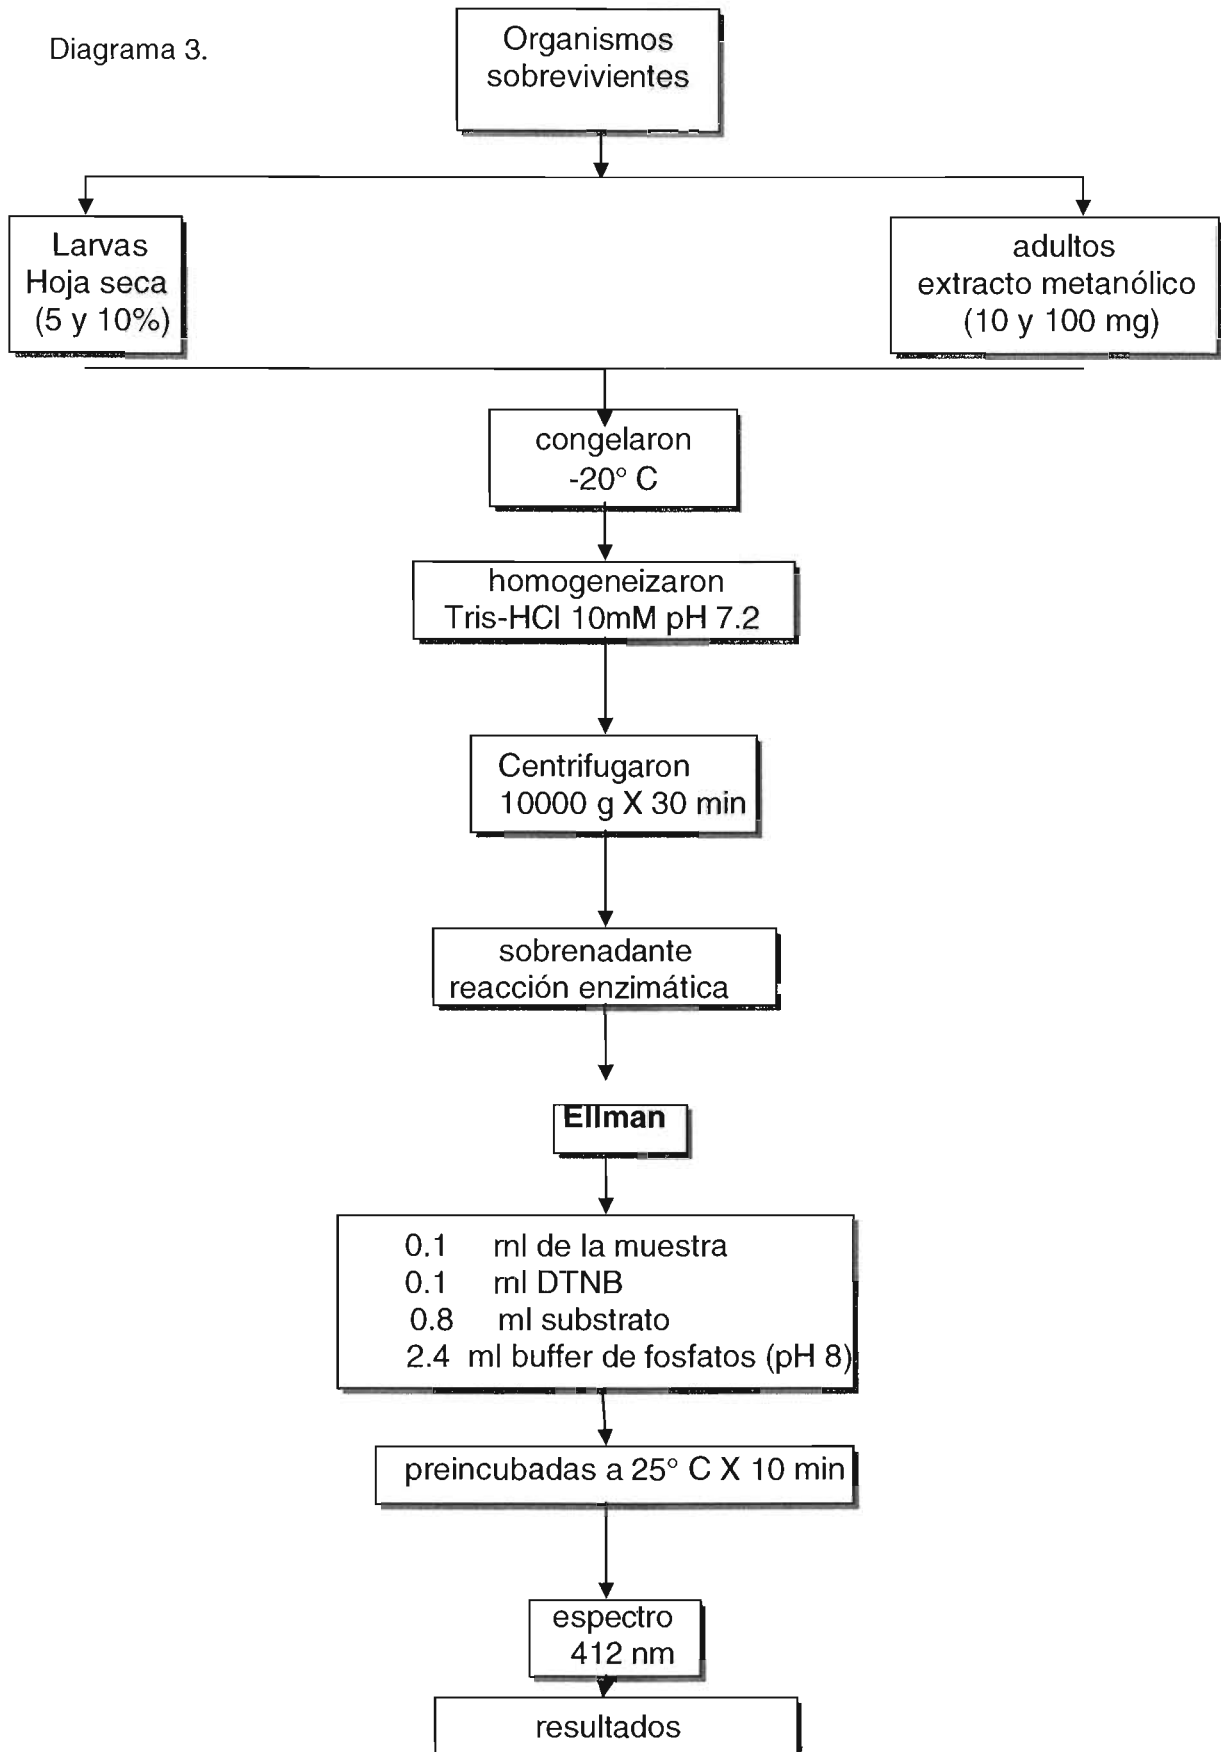 Diagrama 3.
Organismos
sobrevivientes
Larvas
Hoja seca
(5 y 10%)
adultos
extracto metanólico
(10 y 100 mg)
congelaron
-20° C
homogeneizaron
Tris-HCl 10mM pH 7.2
Centrifugaron
10000 g X 30 min
sobrenadante
reacción enzimática
Ellman
0.1 ml de la muestra
0.1 ml DTNB
0.8 ml substrato
2.4 ml buffer de fosfatos (pH 8)
preincubadas a 25° C X 10 min
espectro
412 nm
resultados